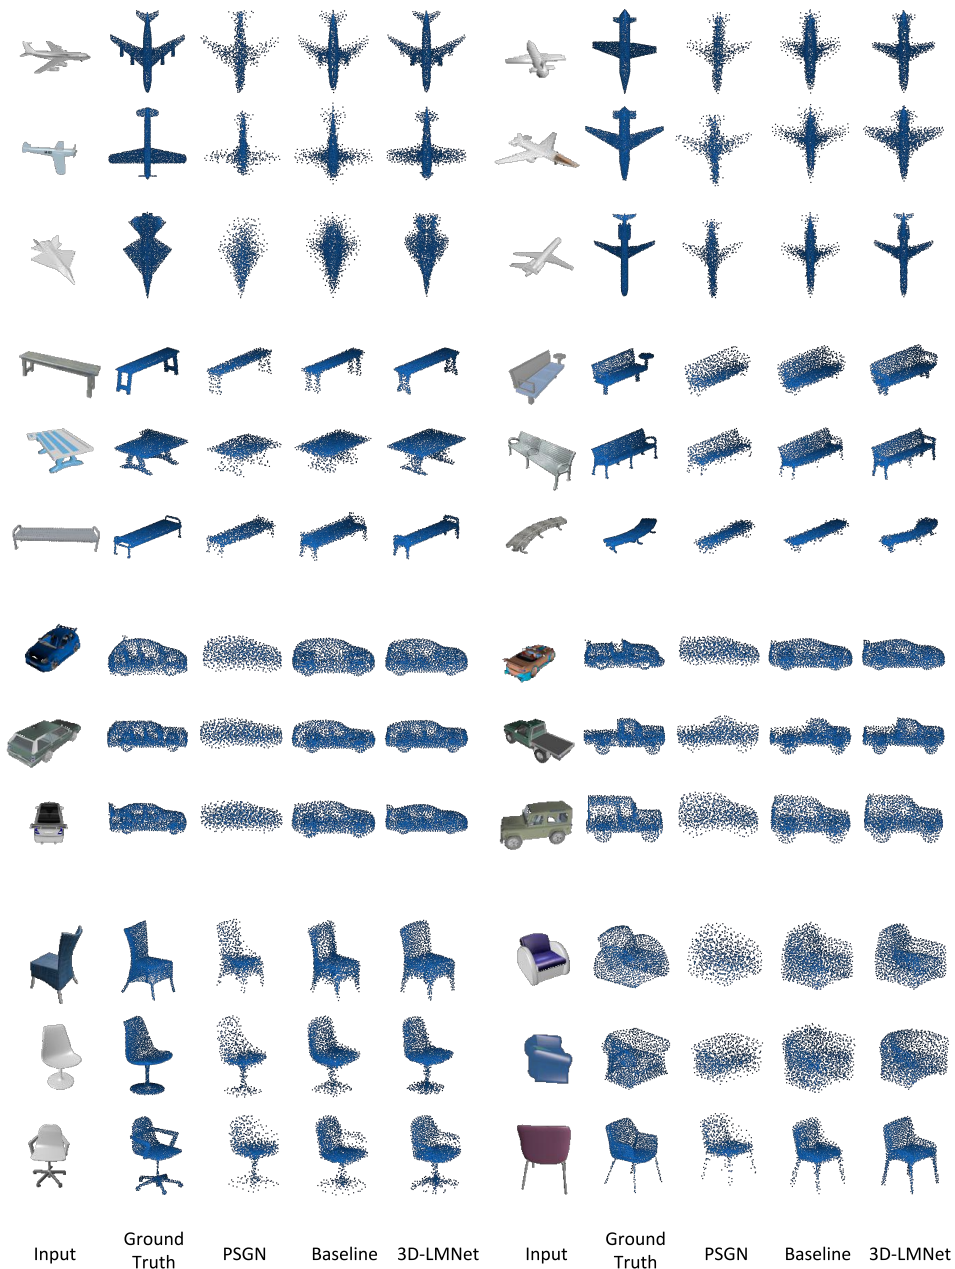 Input
Ground
Truth
PSGN
Baseline
3D-LMNet
Input
Ground
Truth
PSGN
Baseline
3D-LMNet